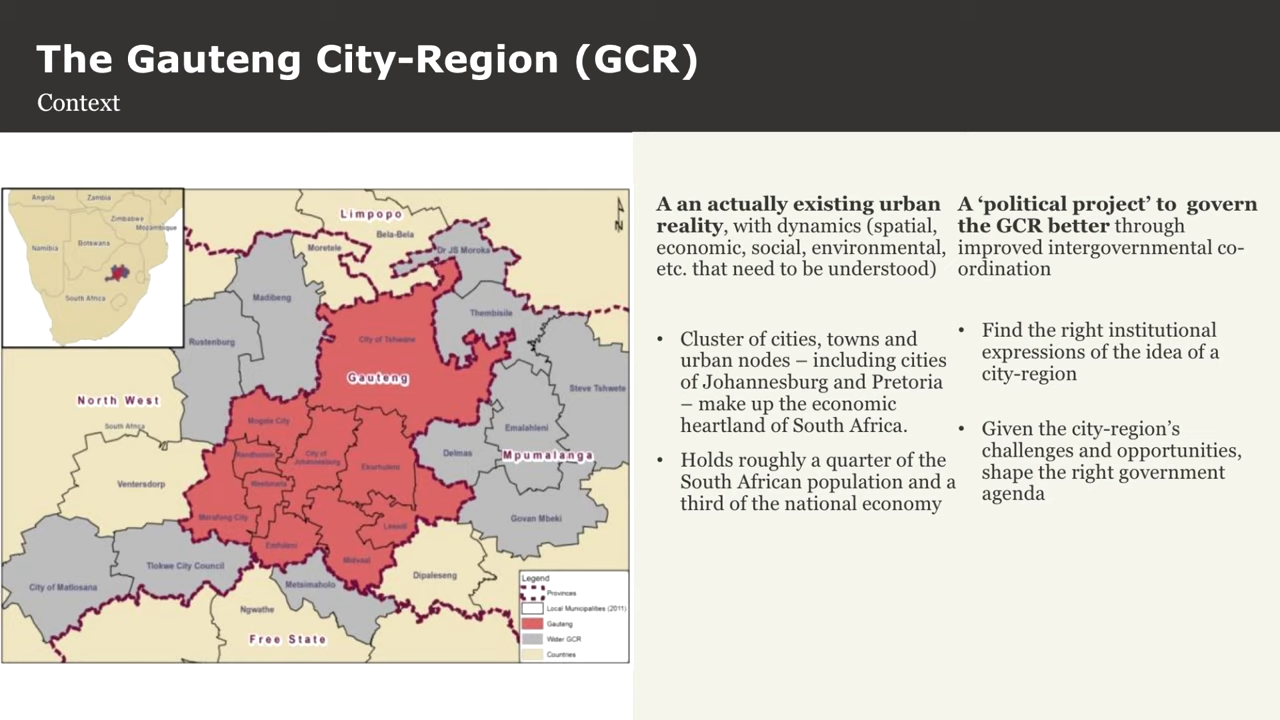 The Gauteng City-Region (GCR)
Context
Angola
Zambia
Zimbabwe
Mozambique
Namibia
Botswana
South Africa
N
Limpopo
Bela-Bela
Moretele
Dr JS Moroka
Madibeng
Thembisile
Rustenburg
City of Tshwane
Gauteng
Steve Tshwete
North West
South Africa
Mogale City
Emalahleni
Randfontein
City of
Johannesburg
Ekurhuleni
Delmas
Mpumalanga
Ventersdorp
Westonaria
Merafong City
Lesedi
Govan Mbeki
Emfuleni
Midvaal
Tlokwe City Council
City of Matlosana
Metsimaholo
Dipaleseng
Ngwathe
Free State
Legend
Provinces
Local Municipalities (2011)
Gauteng
Wider GCR
Countries
A an actually existing urban
reality, with dynamics (spatial,
economic, social, environmental,
etc. that need to be understood)
• Cluster of cities, towns and
urban nodes – including cities
of Johannesburg and Pretoria
– make up the economic
heartland of South Africa.
• Holds roughly a quarter of the
South African population and a
third of the national economy
A ‘political project’ to govern
the GCR better through
improved intergovernmental co-
ordination
• Find the right institutional
expressions of the idea of a
city-region
• Given the city-region’s
challenges and opportunities,
shape the right government
agenda